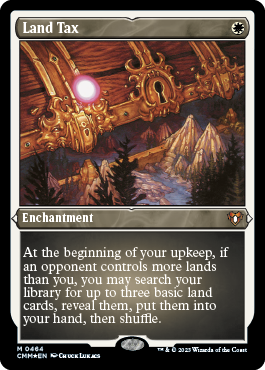 Land Tax
Enchantment
At the beginning of your upkeep, if
an opponent controls more lands
than you, you may search your
library for up to three basic land
cards, reveal them, put them into
your hand, then shuffle.
M 0464
CMM★EN Chuck Lukacs
™ & © 2023 Wizards of the Coast